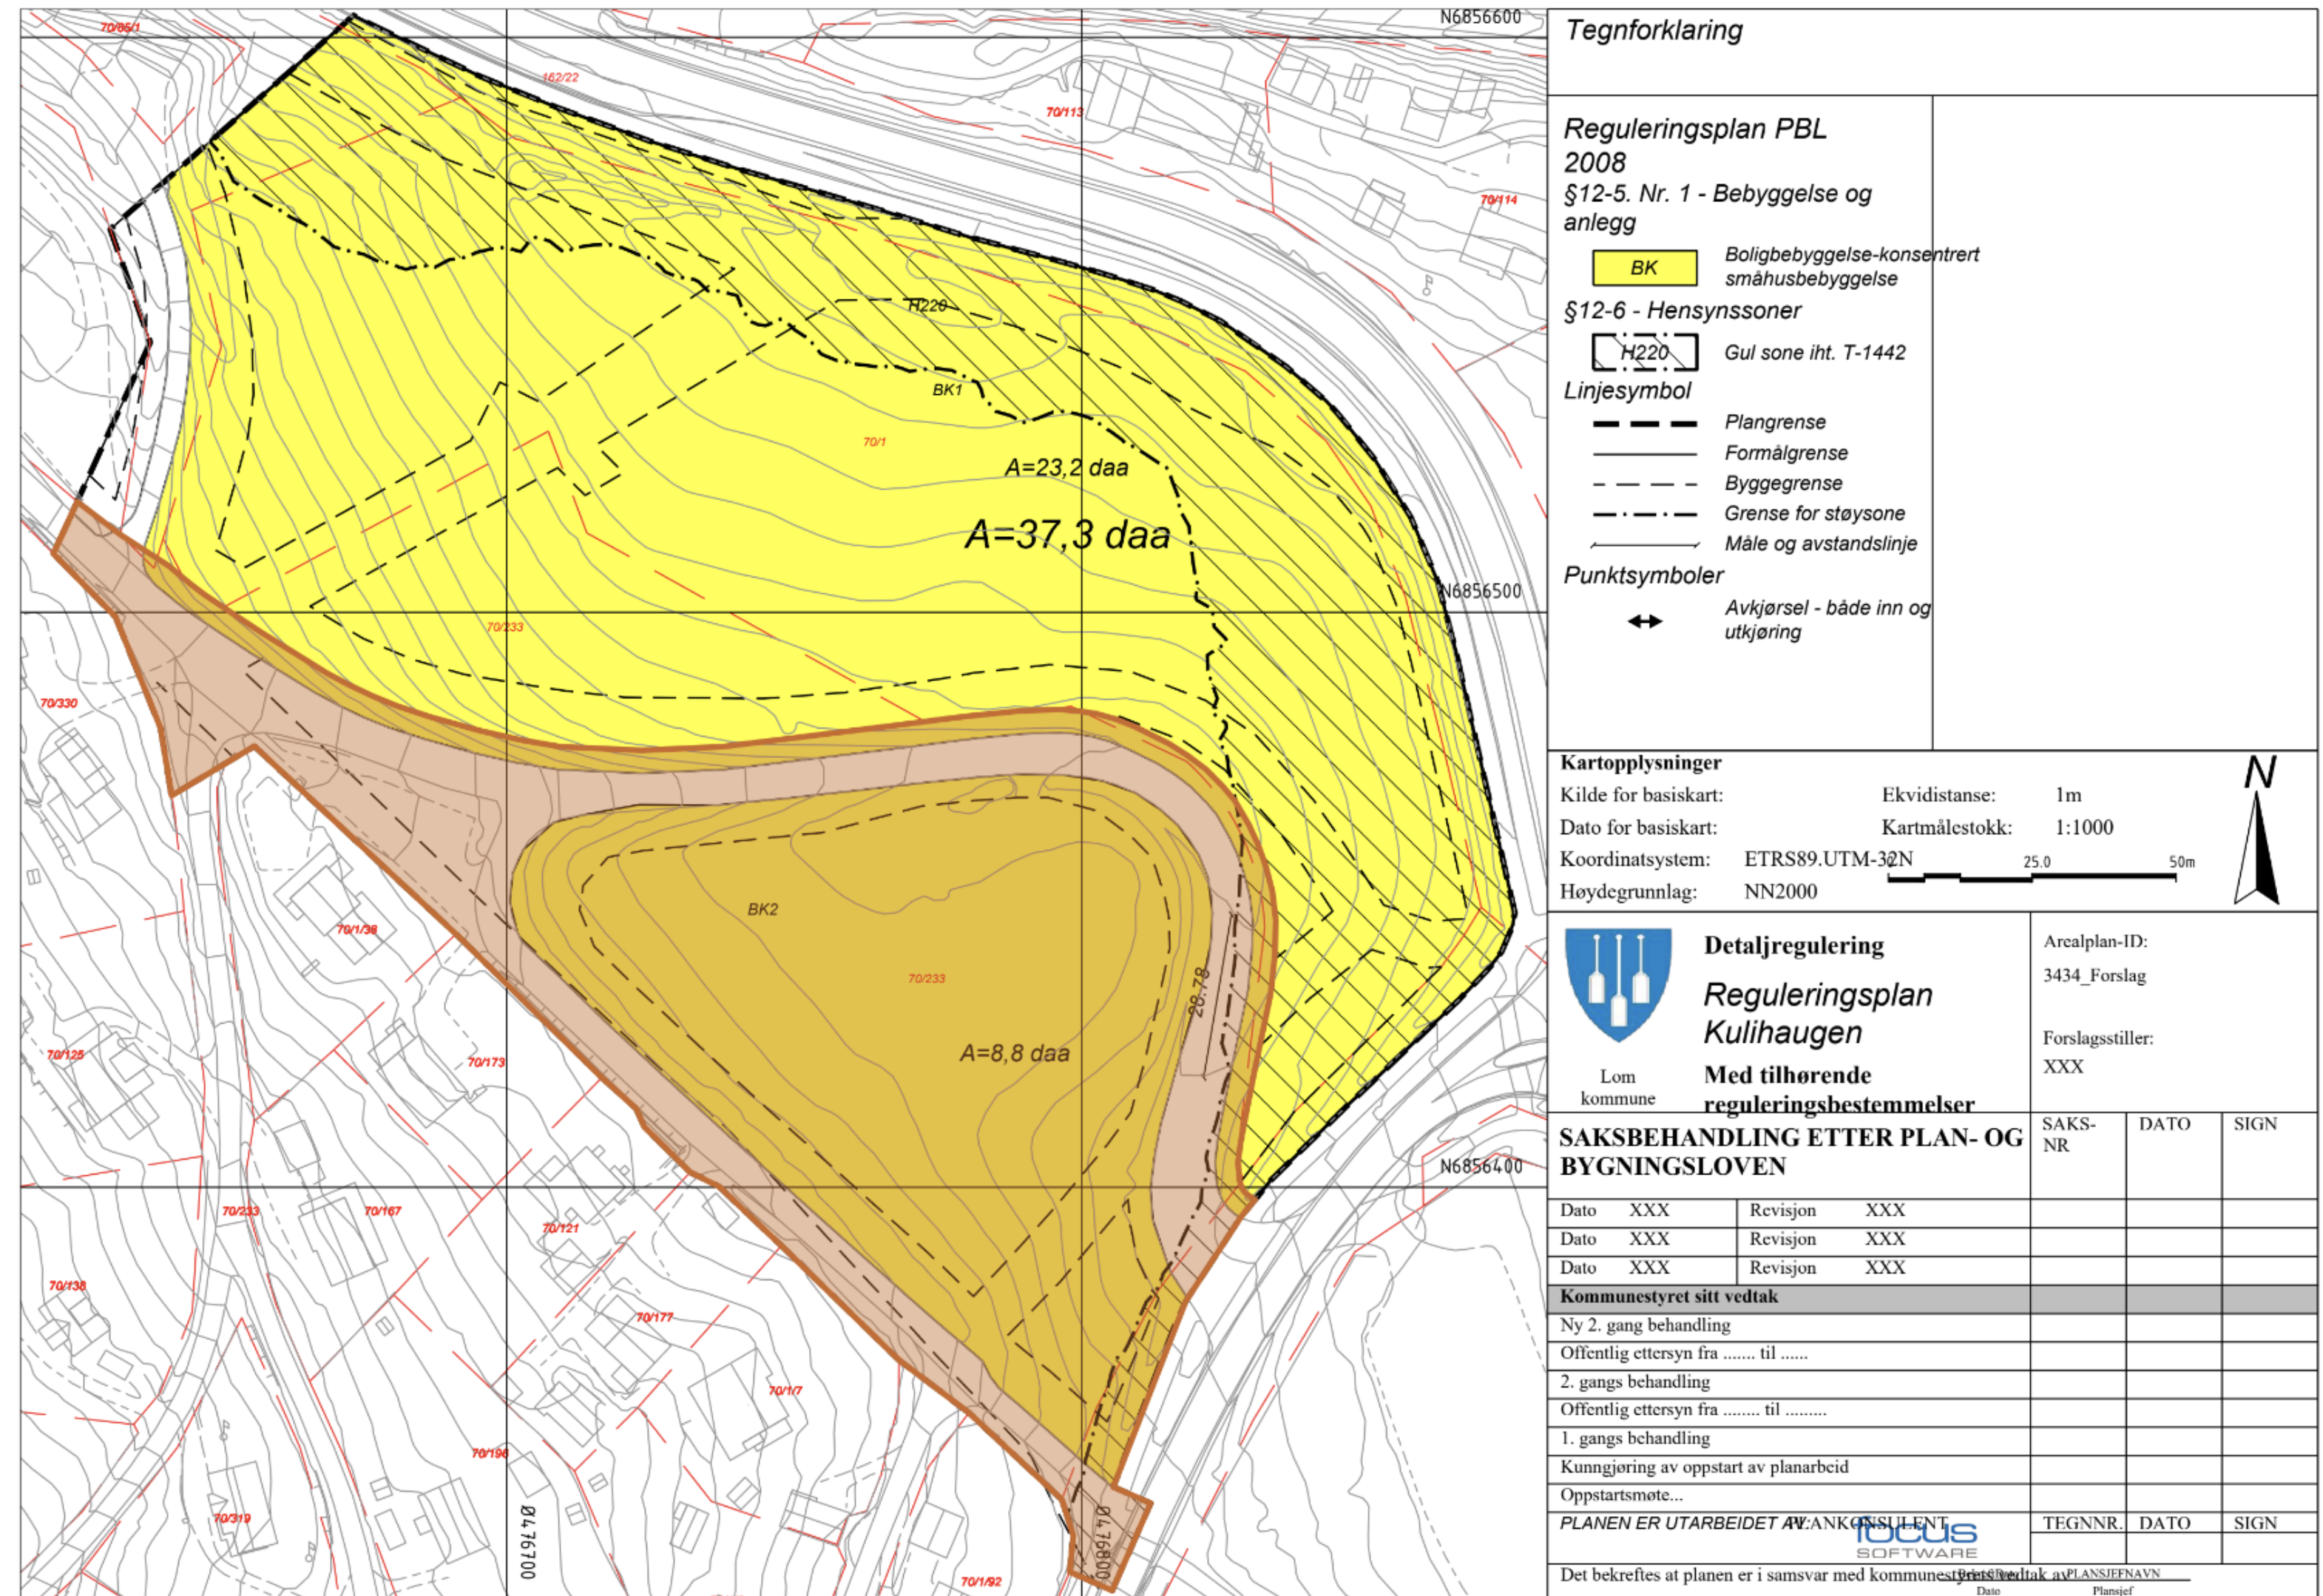 N6856600
70/85/1
162/22
70/113
70/114
H220
BK1
70/1
A=23,2 daa
A=37,3 daa
N6856500
70/233
70/330
BK2
70/1/38
70/233
28.78
70/125
70/173
A=8,8 daa
N6856400
70/233
70/167
70/121
70/138
70/177
70/1/7
70/196
70/319
Ø476700
Ø476800
70/1/92
Tegnforklaring
Reguleringsplan PBL
2008
§12-5. Nr. 1 - Bebyggelse og
anlegg
BK
Boligbebyggelse-konsentrert
småhusbebyggelse
§12-6 - Hensynssoner
H220
Gul sone iht. T-1442
Linjesymbol
Plangrense
Formålgrense
Byggegrense
Grense for støysone
Måle og avstandslinje
Punktsymboler
Avkjørsel - både inn og
utkjøring
Kartopplysninger
Kilde for basiskart:
Ekvidistanse: 1m
Dato for basiskart:
Kartmålestokk: 1:1000
Koordinatsystem: ETRS89.UTM-32N
25.0 50m
Høydegrunnlag: NN2000
N
Detaljregulering
Reguleringsplan
Kulihaugen
Med tilhørende
reguleringsbestemmelser
Lom
kommune
Arealplan-ID:
3434_Forslag
Forslagsstiller:
XXX
SAKSBEHANDLING ETTER PLAN- OG
BYGNINGSLOVEN
SAKS-
NR
DATO
SIGN
Dato XXX Revisjon XXX
Dato XXX Revisjon XXX
Dato XXX Revisjon XXX
Kommunestyret sitt vedtak
Ny 2. gang behandling
Offentlig ettersyn fra ....... til ......
2. gangs behandling
Offentlig ettersyn fra ........ til .........
1. gangs behandling
Kunngjøring av oppstart av planarbeid
Oppstartsmøte...
PLANEN ER UTARBEIDET AV: PLANKONSULENT
focus
SOFTWARE
TEGNNR. DATO SIGN
Det bekreftes at planen er i samsvar med kommunestyrets vedtak av PLANSJEFNAVN
Dato Plansjef